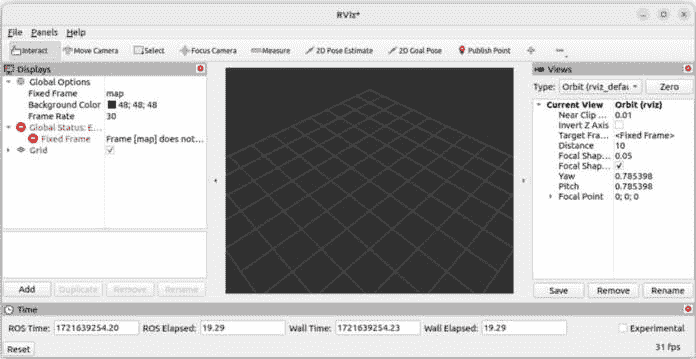 RViz*
File Panels Help
Interact Move Camera Select Focus Camera Measure 2D Pose Estimate 2D Goal Pose Publish Point
Displays
Global Options
Fixed Frame map
Background Color 48; 48; 48
Frame Rate 30
Global Status: E...
Fixed Frame Frame [map] does not...
Grid
Add Duplicate Remove Rename
Views
Type: Orbit (rviz_defau Zero
Current View Orbit (rviz)
Near Clip ... 0.01
Invert Z Axis
Target Fra... <Fixed Frame>
Distance 10
Focal Shap... 0.05
Focal Shap...
Yaw 0.785398
Pitch 0.785398
Focal Point 0; 0; 0
Save Remove Rename
Time
ROS Time: 1721639254.20 ROS Elapsed: 19.29 Wall Time: 1721639254.23 Wall Elapsed: 19.29 Experimental
Reset 31 fps